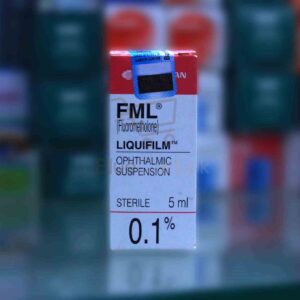 FML®
(Fluorometholone)
LIQUIFILM™
OPHTHALMIC
SUSPENSION
STERILE 5 ml
0.1%